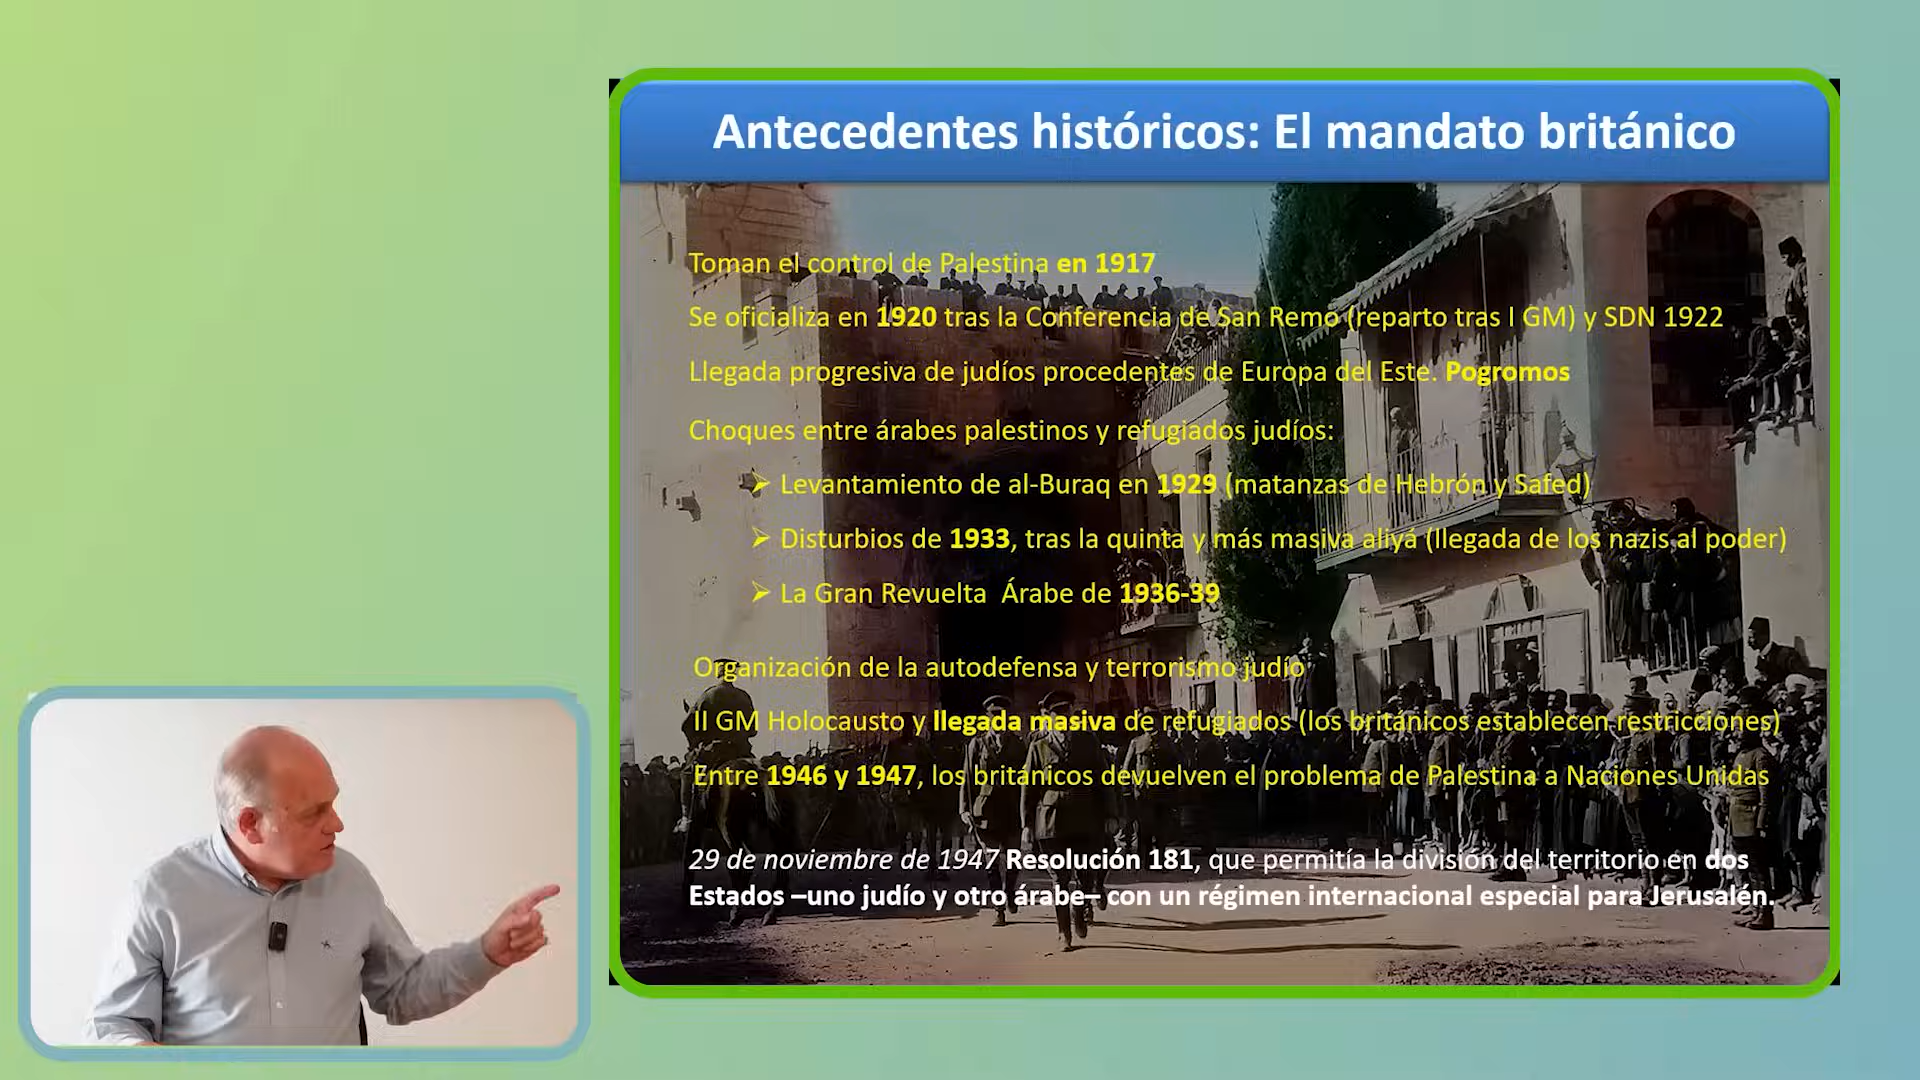 Antecedentes históricos: El mandato británico
Toman el control de Palestina en 1917
Se oficializa en 1920 tras la Conferencia de San Remo (reparto tras I GM) y SDN 1922
Llegada progresiva de judíos procedentes de Europa del Este. Pogromos
Choques entre árabes palestinos y refugiados judíos:
➢ Levantamiento de al-Buraq en 1929 (matanzas de Hebrón y Safed)
➢ Disturbios de 1933, tras la quinta y más masiva aliyá (llegada de los nazis al poder)
➢ La Gran Revuelta Árabe de 1936-39
Organización de la autodefensa y terrorismo judío
II GM Holocausto y llegada masiva de refugiados (los británicos establecen restricciones)
Entre 1946 y 1947, los británicos devuelven el problema de Palestina a Naciones Unidas
29 de noviembre de 1947 Resolución 181, que permitía la división del territorio en dos
Estados –uno judío y otro árabe– con un régimen internacional especial para Jerusalén.